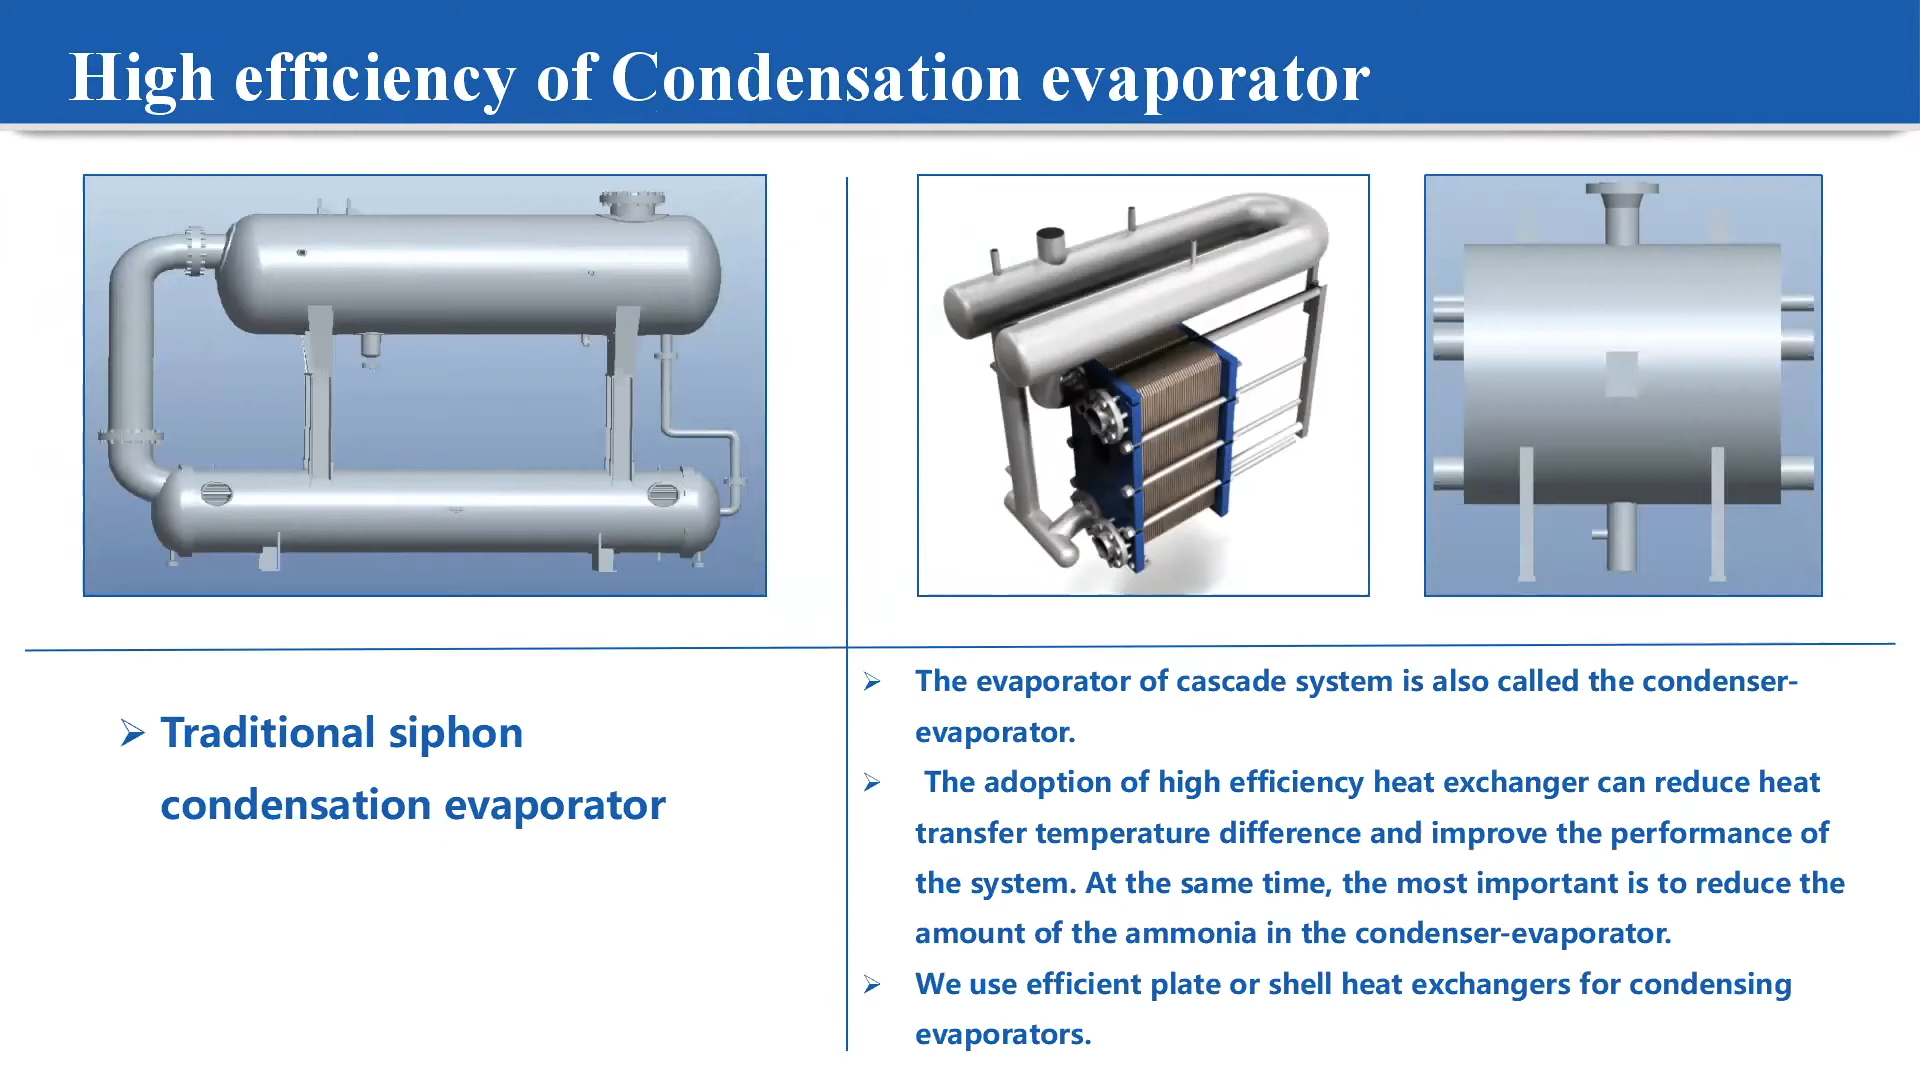 High efficiency of Condensation evaporator
➢ Traditional siphon
condensation evaporator
➢ The evaporator of cascade system is also called the condenser-
evaporator.
➢ The adoption of high efficiency heat exchanger can reduce heat
transfer temperature difference and improve the performance of
the system. At the same time, the most important is to reduce the
amount of the ammonia in the condenser-evaporator.
➢ We use efficient plate or shell heat exchangers for condensing
evaporators.